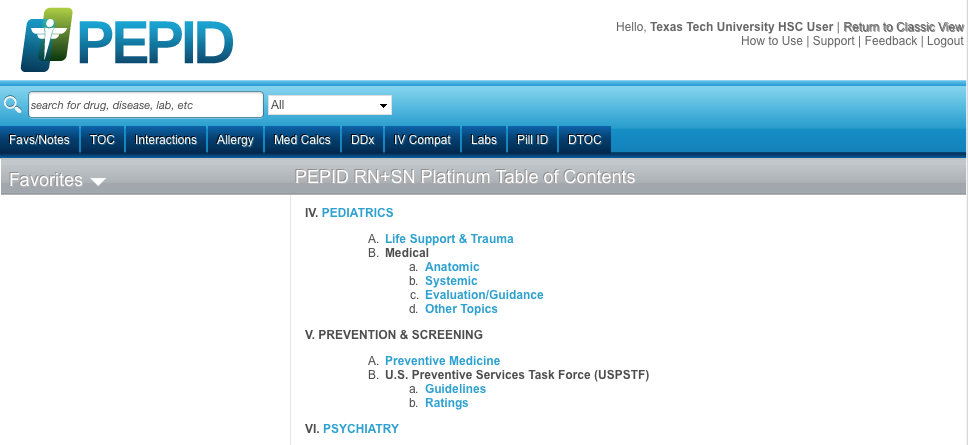 PEPID
Hello, Texas Tech University HSC User | Return to Classic View
How to Use | Support | Feedback | Logout
search for drug, disease, lab, etc
All
Favs/Notes TOC Interactions Allergy Med Calcs DDx IV Compat Labs Pill ID DTOC
Favorites
PEPID RN+SN Platinum Table of Contents
IV. PEDIATRICS
A. Life Support & Trauma
B. Medical
a. Anatomic
b. Systemic
c. Evaluation/Guidance
d. Other Topics
V. PREVENTION & SCREENING
A. Preventive Medicine
B. U.S. Preventive Services Task Force (USPSTF)
a. Guidelines
b. Ratings
VI. PSYCHIATRY